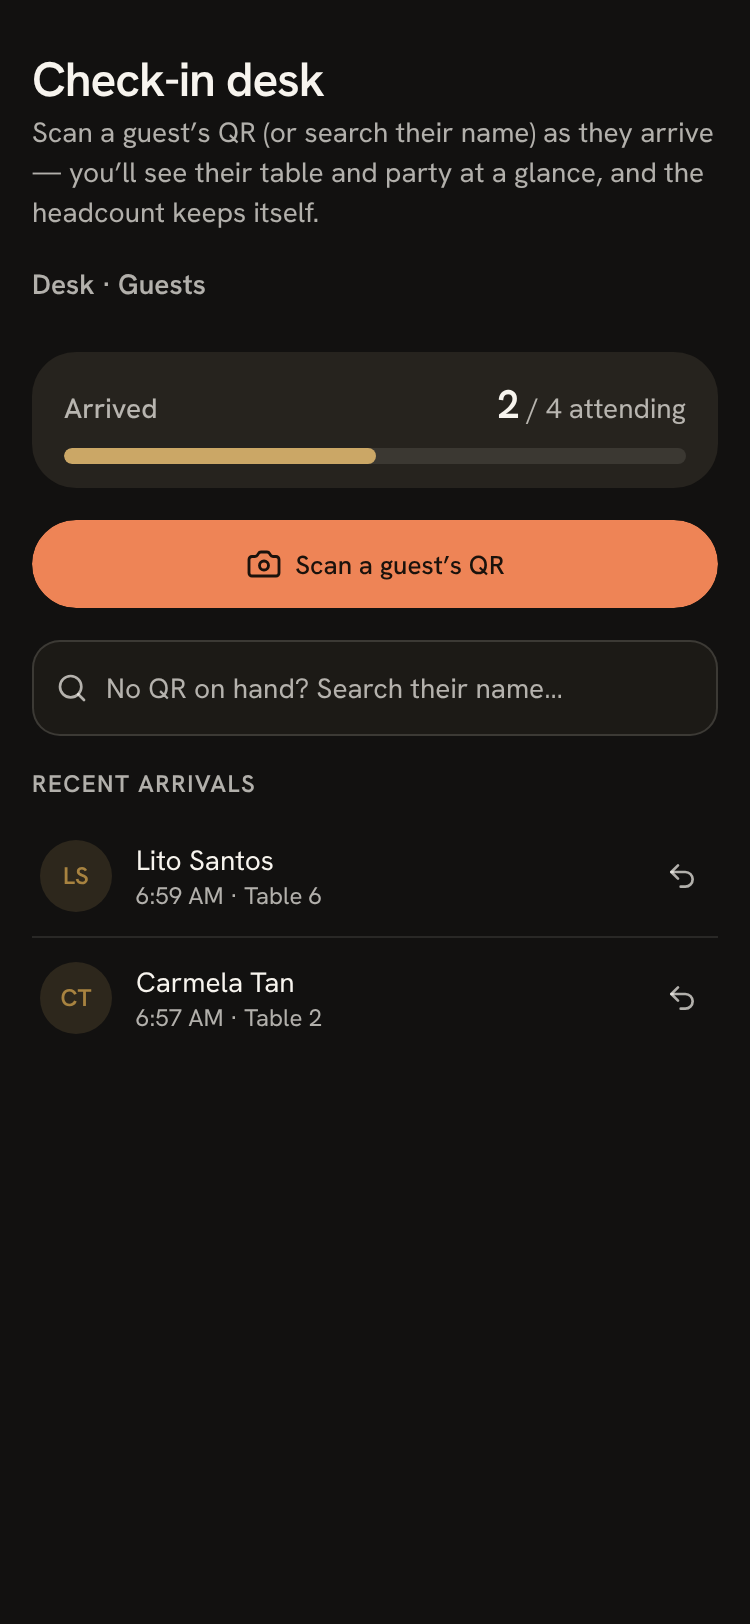 Check-in desk
Scan a guest’s QR (or search their name) as they arrive
— you’ll see their table and party at a glance, and the
headcount keeps itself.
Desk · Guests
Arrived 2 / 4 attending
Scan a guest’s QR
No QR on hand? Search their name…
RECENT ARRIVALS
LS
Lito Santos
6:59 AM · Table 6
CT
Carmela Tan
6:57 AM · Table 2